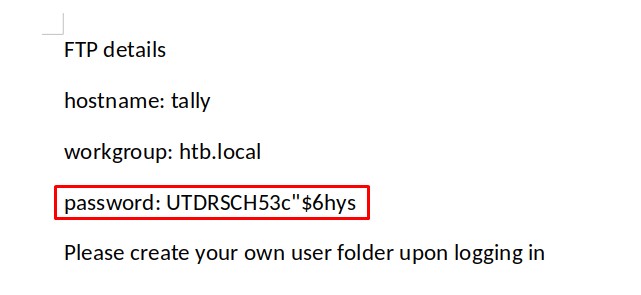 FTP details
hostname: tally
workgroup: htb.local
password: UTDRSCH53c"$6hys
Please create your own user folder upon logging in